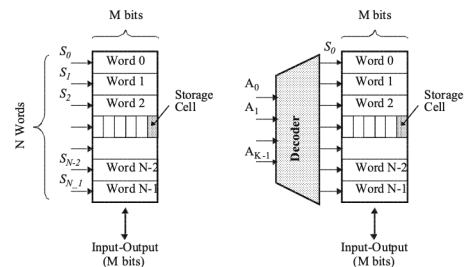 M bits
S0
Word 0
S1
Word 1
S2
Word 2
Storage
Cell
N Words
SN-2
Word N-2
SN_1
Word N-1
Input-Output
(M bits)
M bits
S0
Word 0
A0
Word 1
A1
Word 2
Storage
Cell
Decoder
AK-1
Word N-2
Word N-1
Input-Output
(M bits)